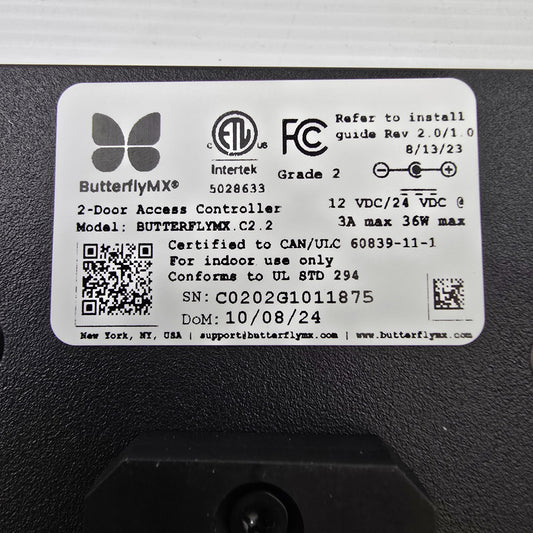 ButterflyMX®
ETL
C US
Intertek
5028633
FC
Grade 2
Refer to install
guide Rev 2.0/1.0
8/13/23
12 VDC/24 VDC @
3A max 36W max
2-Door Access Controller
Model: BUTTERFLYMX.C2.2
Certified to CAN/ULC 60839-11-1
For indoor use only
Conforms to UL STD 294
SN: C0202G1011875
DoM: 10/08/24
New York, NY, USA | support@butterflymx.com | www.butterflymx.com